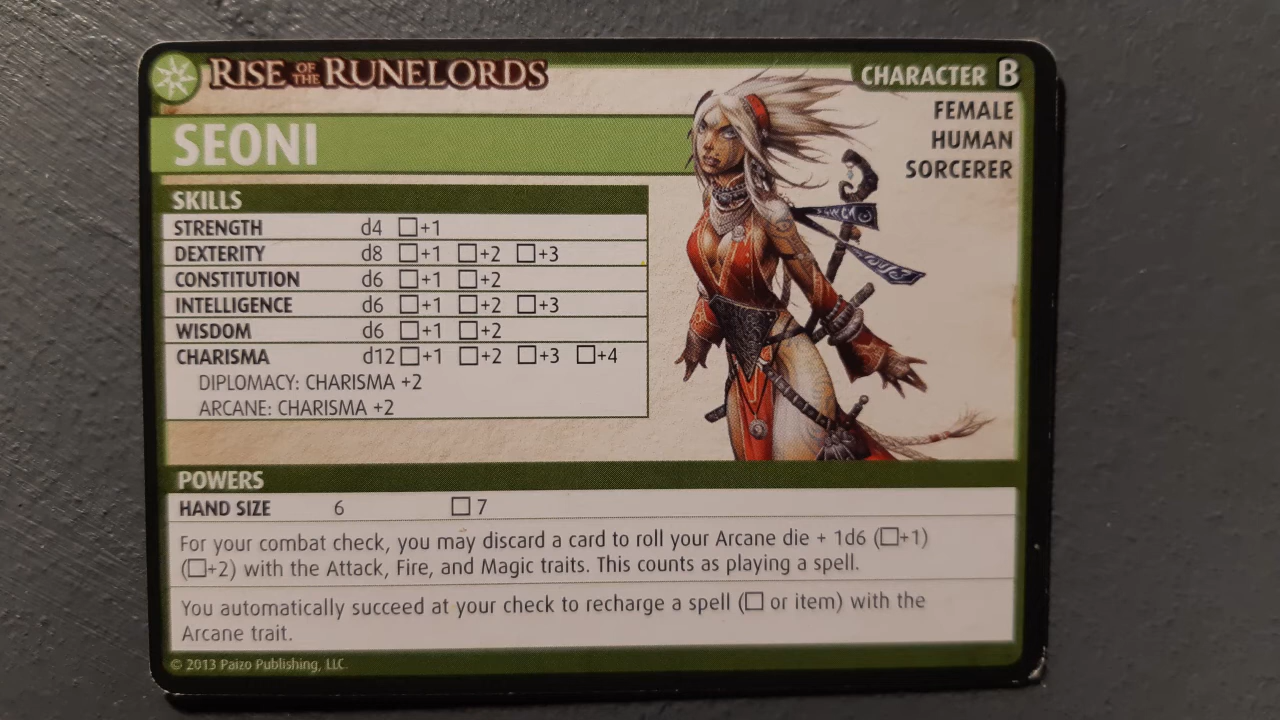 RISE OF THE RUNELORDS
CHARACTER B
FEMALE
HUMAN
SORCERER
SEONI
SKILLS
STRENGTH d4 □+1
DEXTERITY d8 □+1 □+2 □+3
CONSTITUTION d6 □+1 □+2
INTELLIGENCE d6 □+1 □+2 □+3
WISDOM d6 □+1 □+2
CHARISMA d12 □+1 □+2 □+3 □+4
DIPLOMACY: CHARISMA +2
ARCANE: CHARISMA +2
POWERS
HAND SIZE 6 □ 7
For your combat check, you may discard a card to roll your Arcane die + 1d6 (□+1)
(□+2) with the Attack, Fire, and Magic traits. This counts as playing a spell.
You automatically succeed at your check to recharge a spell (□ or item) with the
Arcane trait.
© 2013 Paizo Publishing, LLC.